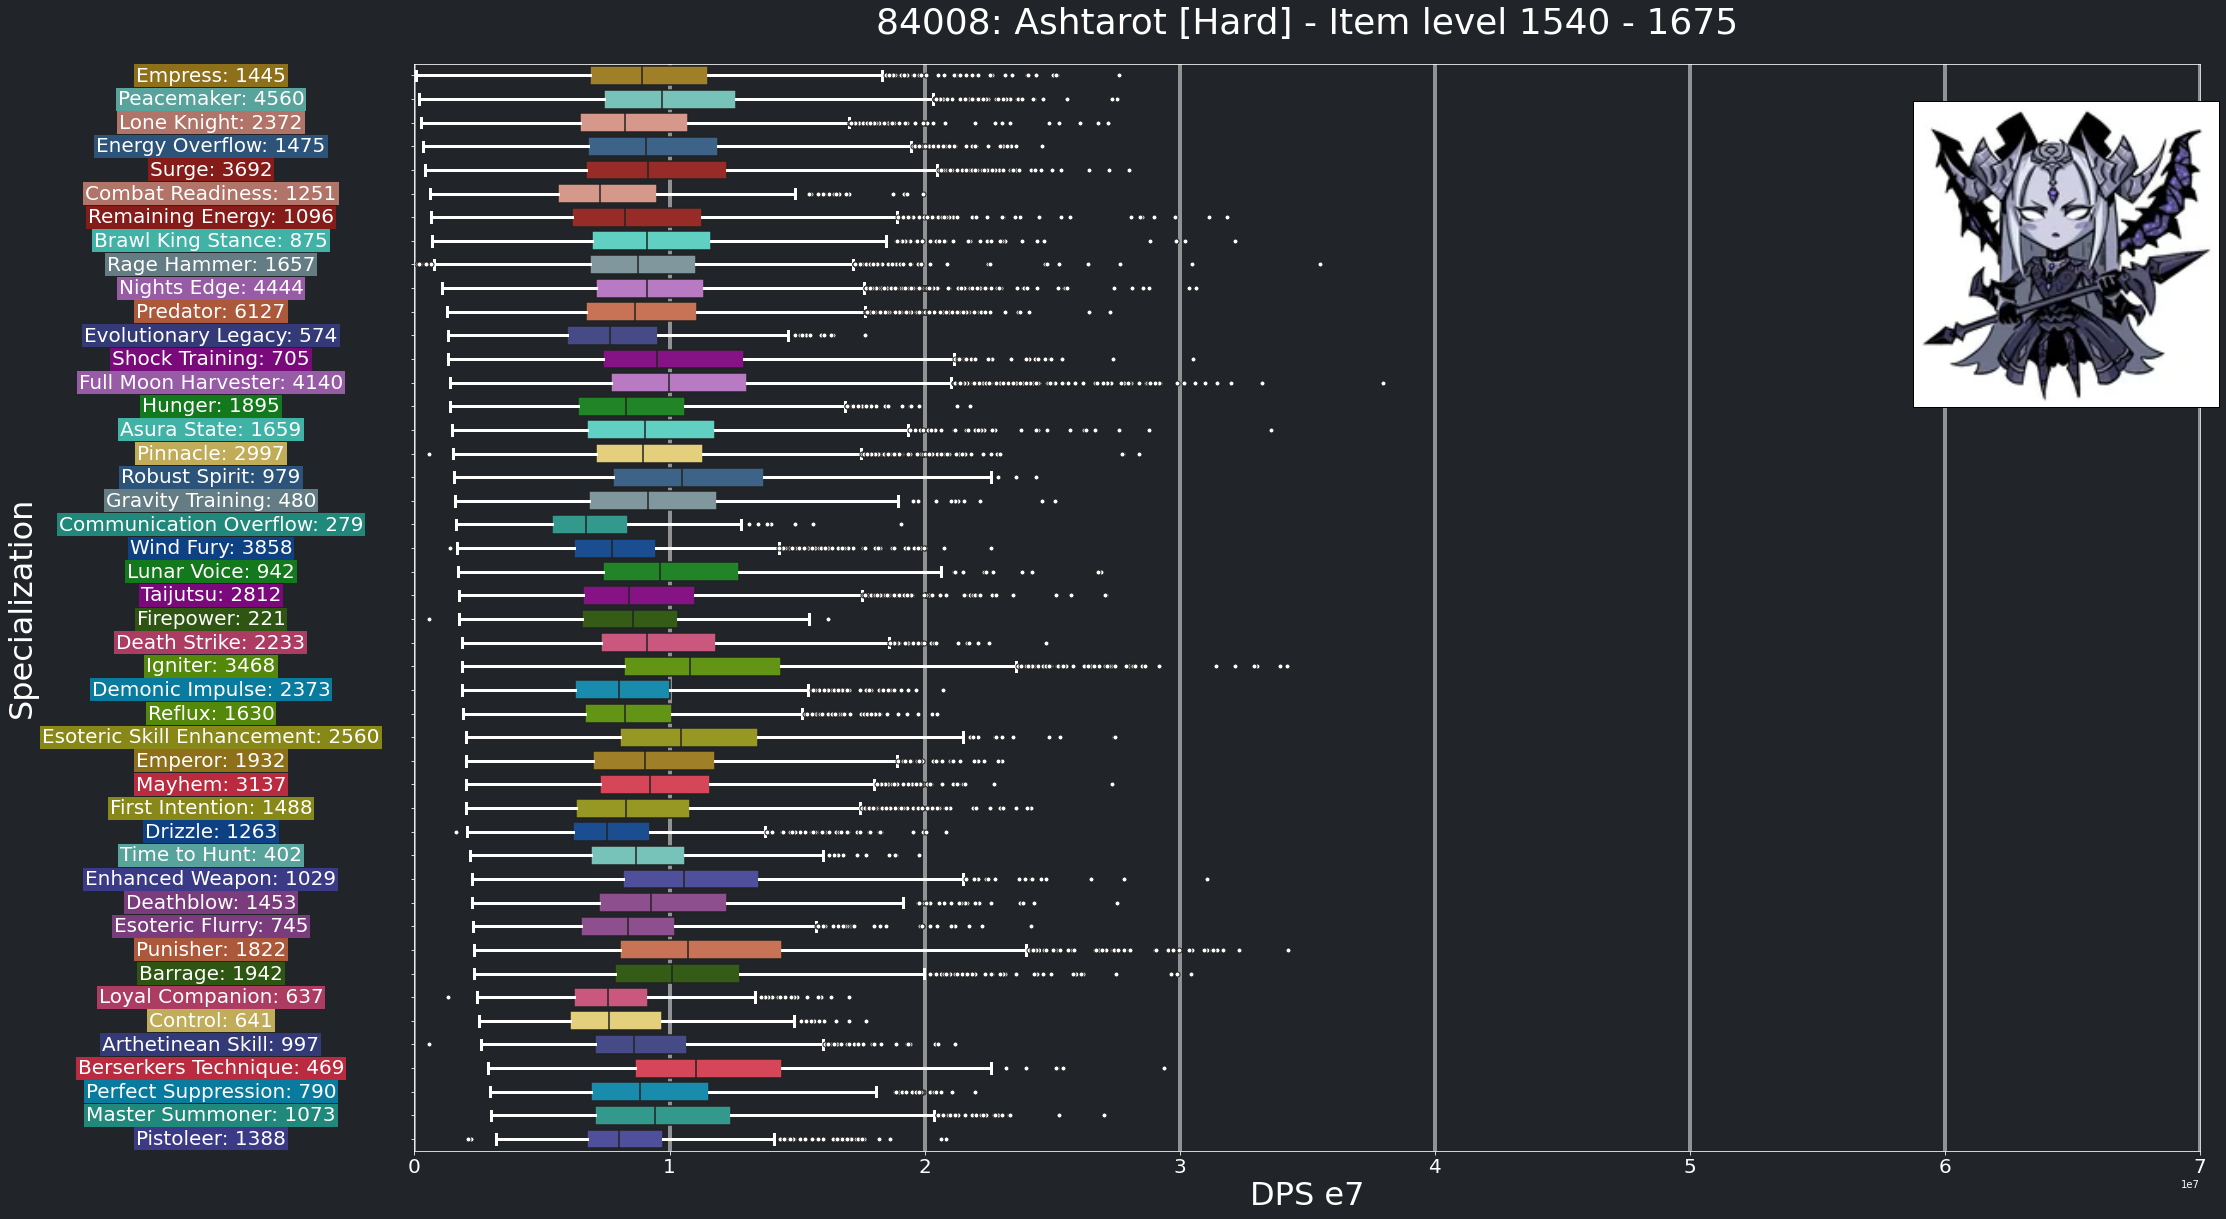 84008: Ashtarot [Hard] - Item level 1540 - 1675
Specialization
Empress: 1445
Peacemaker: 4560
Lone Knight: 2372
Energy Overflow: 1475
Surge: 3692
Combat Readiness: 1251
Remaining Energy: 1096
Brawl King Stance: 875
Rage Hammer: 1657
Nights Edge: 4444
Predator: 6127
Evolutionary Legacy: 574
Shock Training: 705
Full Moon Harvester: 4140
Hunger: 1895
Asura State: 1659
Pinnacle: 2997
Robust Spirit: 979
Gravity Training: 480
Communication Overflow: 279
Wind Fury: 3858
Lunar Voice: 942
Taijutsu: 2812
Firepower: 221
Death Strike: 2233
Igniter: 3468
Demonic Impulse: 2373
Reflux: 1630
Esoteric Skill Enhancement: 2560
Emperor: 1932
Mayhem: 3137
First Intention: 1488
Drizzle: 1263
Time to Hunt: 402
Enhanced Weapon: 1029
Deathblow: 1453
Esoteric Flurry: 745
Punisher: 1822
Barrage: 1942
Loyal Companion: 637
Control: 641
Arthetinean Skill: 997
Berserkers Technique: 469
Perfect Suppression: 790
Master Summoner: 1073
Pistoleer: 1388
0 1 2 3 4 5 6 7
1e7
DPS e7